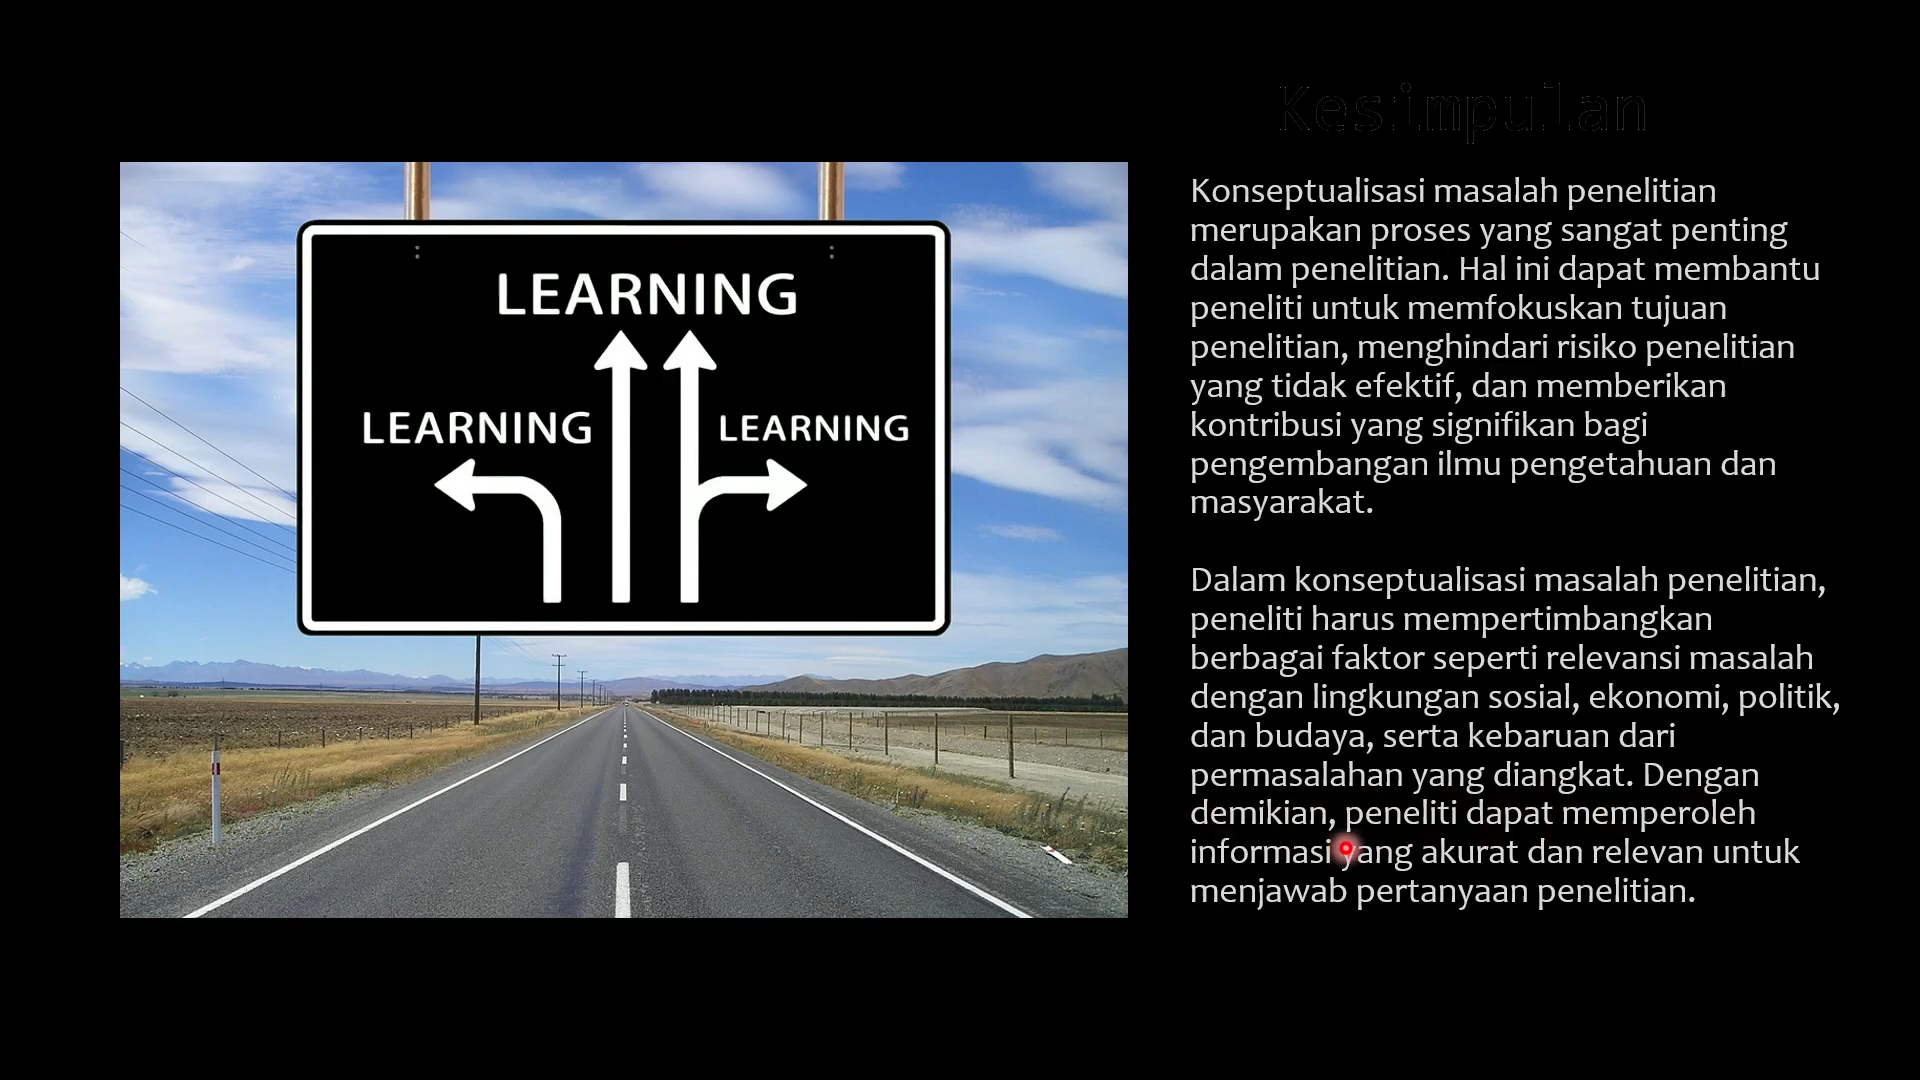 Kesimpulan
LEARNING
LEARNING
LEARNING
Konseptualisasi masalah penelitian
merupakan proses yang sangat penting
dalam penelitian. Hal ini dapat membantu
peneliti untuk memfokuskan tujuan
penelitian, menghindari risiko penelitian
yang tidak efektif, dan memberikan
kontribusi yang signifikan bagi
pengembangan ilmu pengetahuan dan
masyarakat.
Dalam konseptualisasi masalah penelitian,
peneliti harus mempertimbangkan
berbagai faktor seperti relevansi masalah
dengan lingkungan sosial, ekonomi, politik,
dan budaya, serta kebaruan dari
permasalahan yang diangkat. Dengan
demikian, peneliti dapat memperoleh
informasi yang akurat dan relevan untuk
menjawab pertanyaan penelitian.